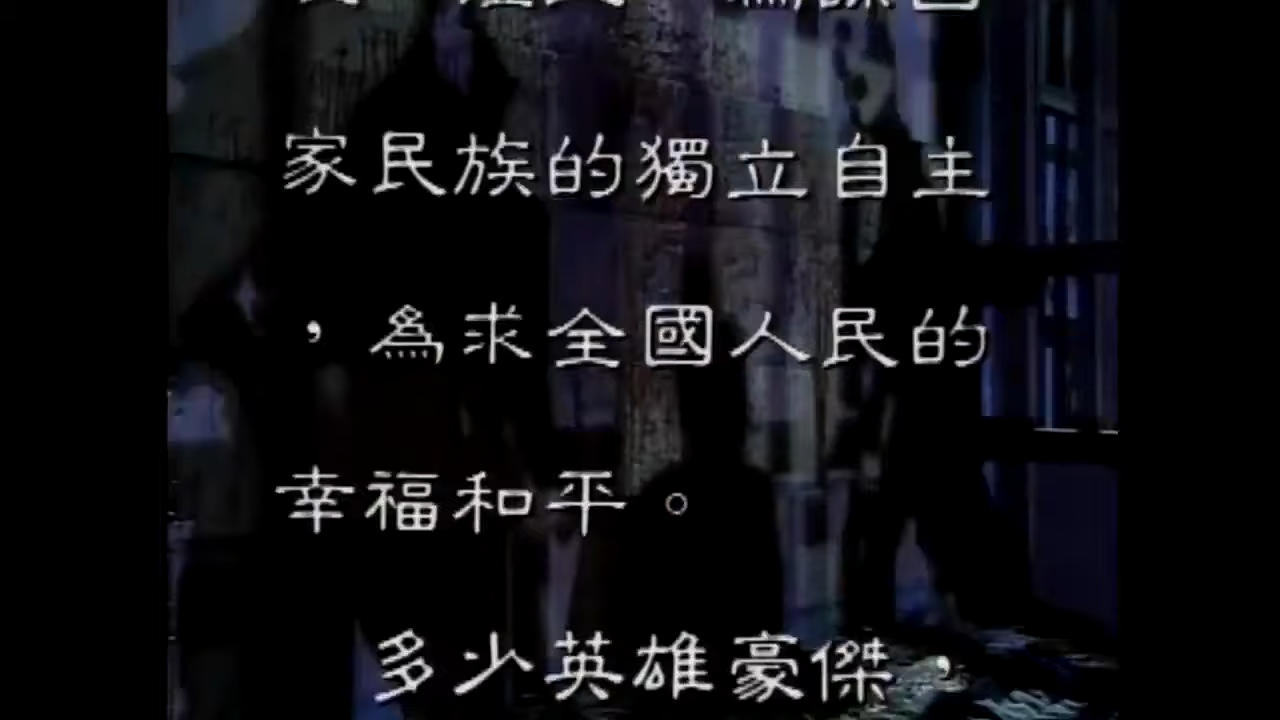 家民族的獨立自主
，為求全國人民的
幸福和平。
多少英雄豪傑，